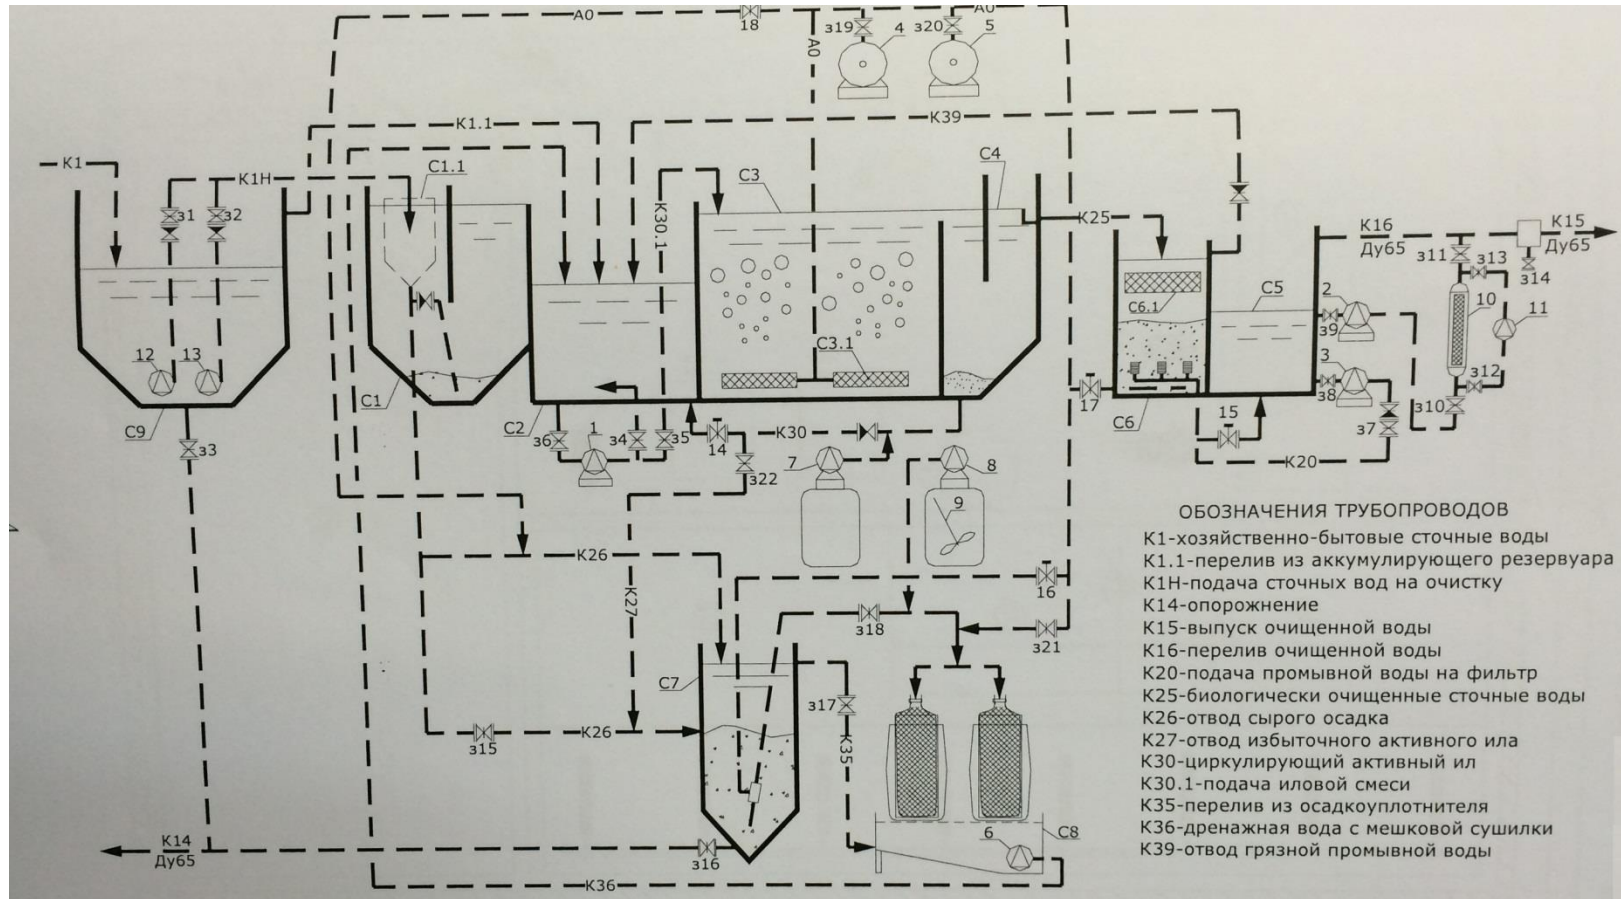 А0
18
А0
з19
4
з20
5
А0
К1.1
К39
К1
К1Н
С1.1
С3
С4
з1
з2
К30.1
К25
К16
Ду65
К15
Ду65
з11
з13
з14
С6.1
С5
2
з9
10
11
12
13
С3.1
3
з8
з12
С9
С1
С2
17
С6
15
з10
з7
з3
з6
1
з4
з5
14
К30
7
8
з22
9
К20
К26
К27
16
з18
з21
С7
з17
з15
К26
К35
К14
Ду65
з16
6
С8
К36
ОБОЗНАЧЕНИЯ ТРУБОПРОВОДОВ
К1-хозяйственно-бытовые сточные воды
К1.1-перелив из аккумулирующего резервуара
К1Н-подача сточных вод на очистку
К14-опорожнение
К15-выпуск очищенной воды
К16-перелив очищенной воды
К20-подача промывной воды на фильтр
К25-биологически очищенные сточные воды
К26-отвод сырого осадка
К27-отвод избыточного активного ила
К30-циркулирующий активный ил
К30.1-подача иловой смеси
К35-перелив из осадкоуплотнителя
К36-дренажная вода с мешковой сушилки
К39-отвод грязной промывной воды